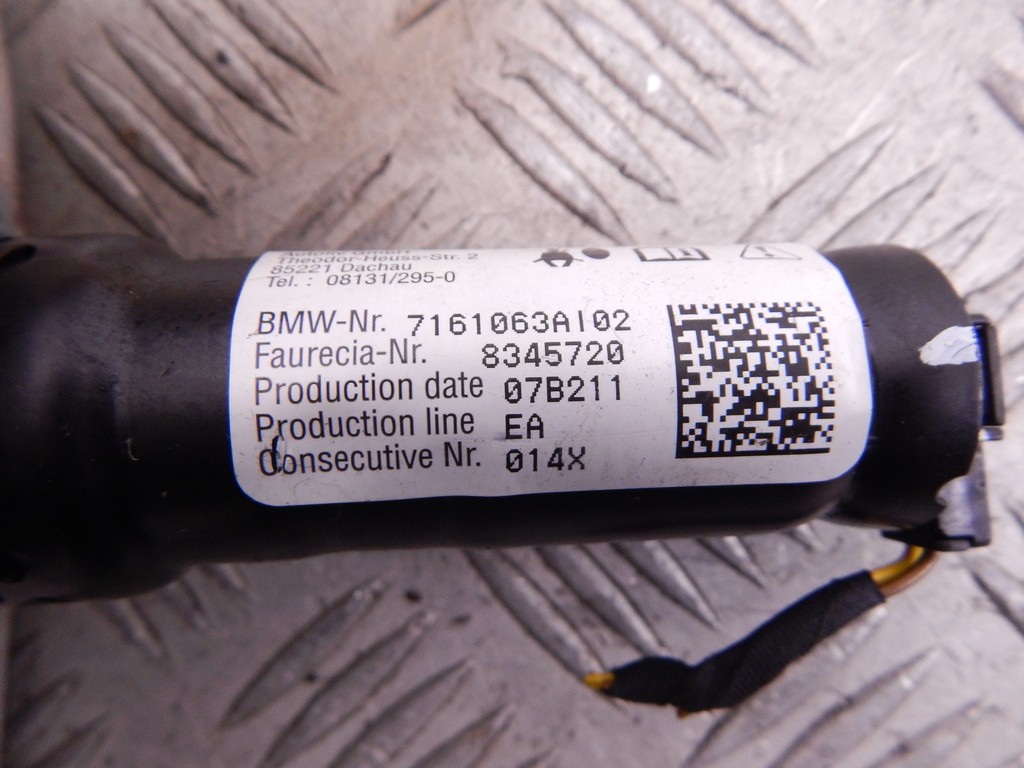 Theodor-Heuss-Str. 2
85221 Dachau
Tel.: 08131/295-0
BMW-Nr. 7161063AI02
Faurecia-Nr. 8345720
Production date 07B211
Production line EA
Consecutive Nr. 014X